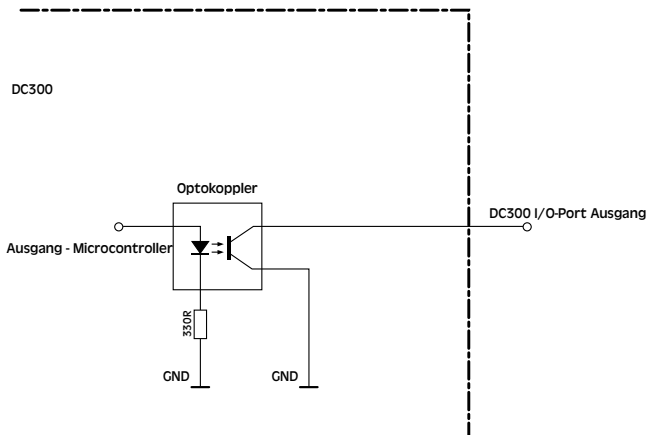 DC300
Optokoppler
DC300 I/O-Port Ausgang
Ausgang - Microcontroller
330R
GND
GND